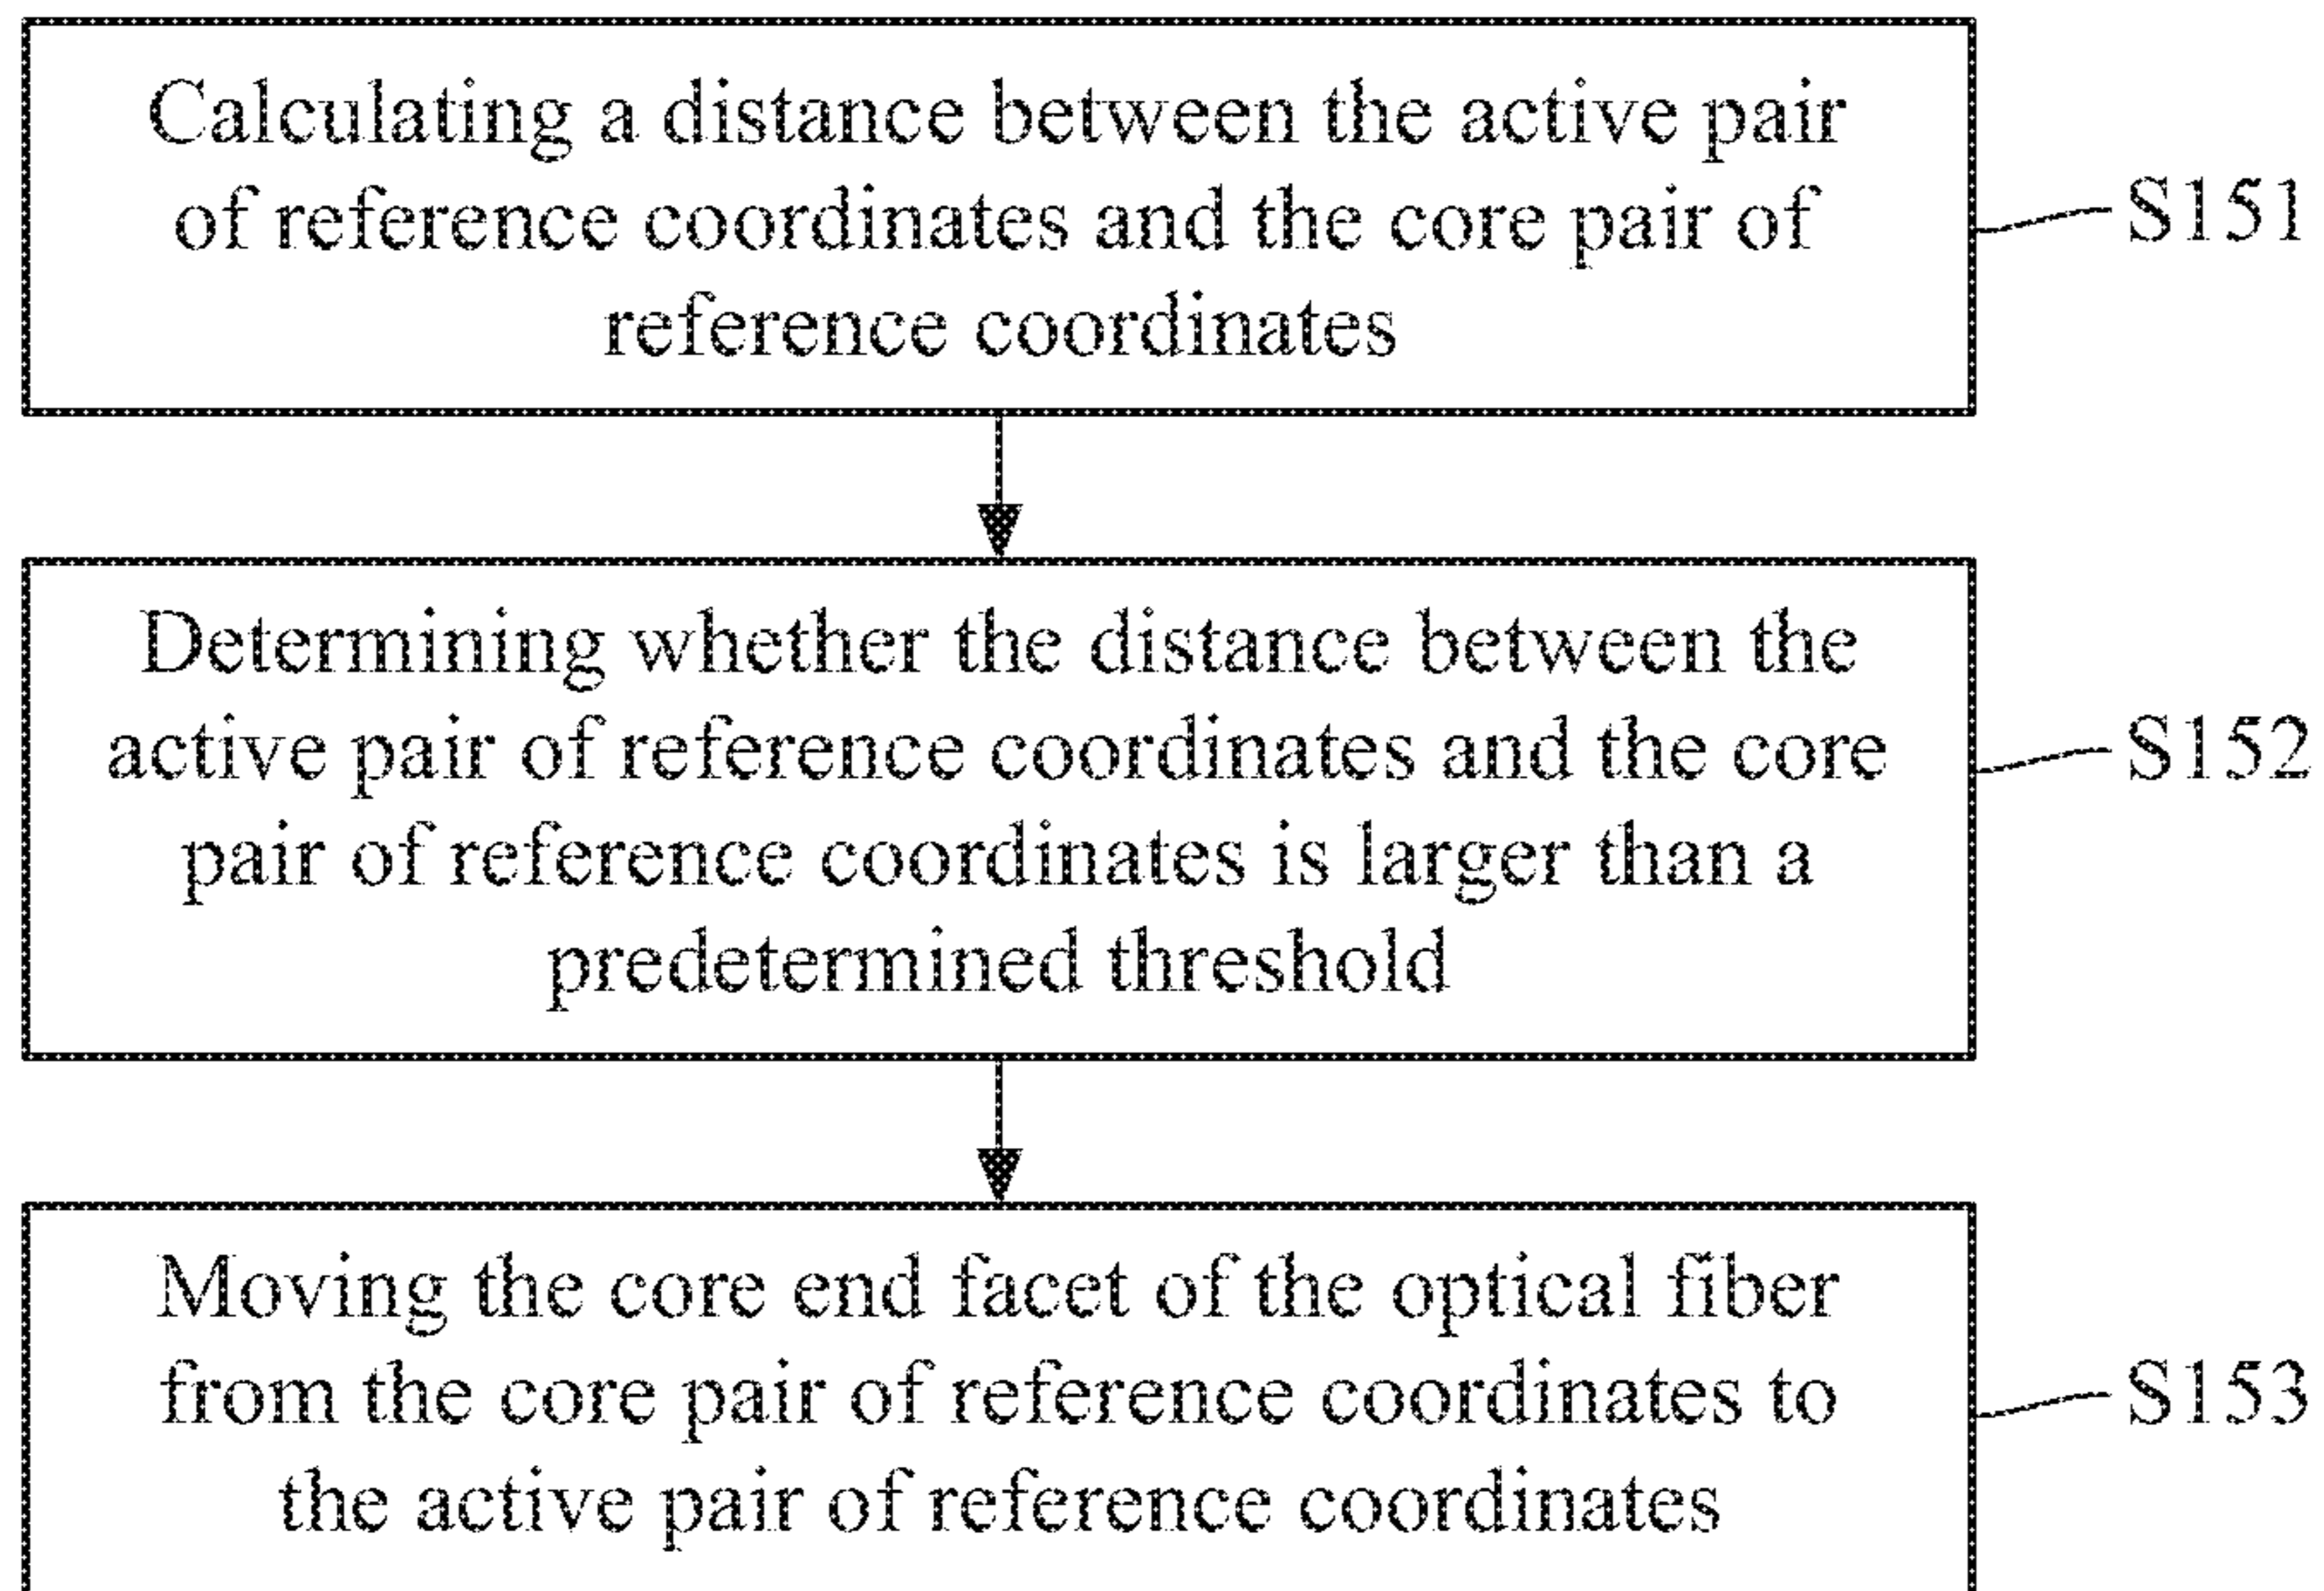 Calculating a distance between the active pair
of reference coordinates and the core pair of
reference coordinates
S151
Determining whether the distance between the
active pair of reference coordinates and the core
pair of reference coordinates is larger than a
predetermined threshold
S152
Moving the core end facet of the optical fiber
from the core pair of reference coordinates to
the active pair of reference coordinates
S153